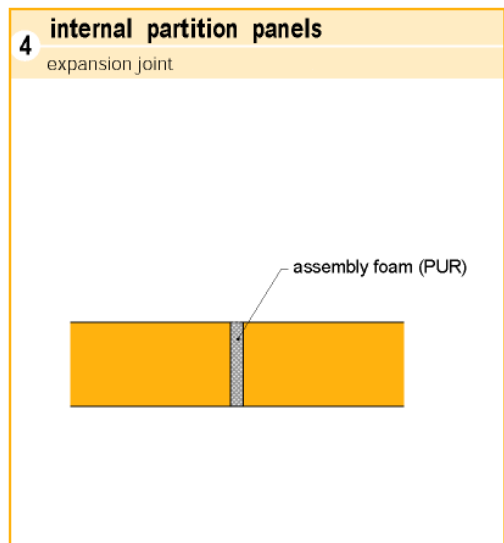 4
internal partition panels
expansion joint
assembly foam (PUR)